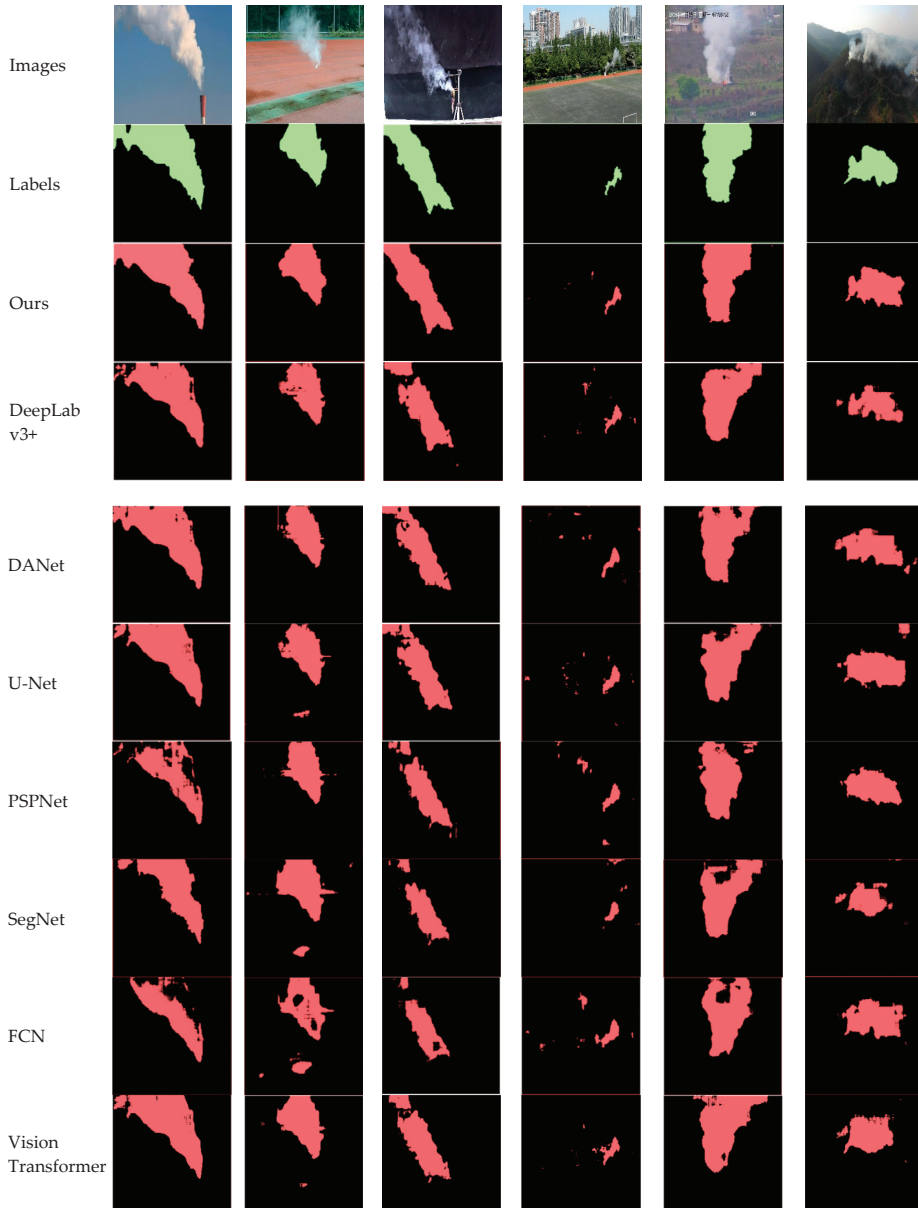 Images
Labels
Ours
DeepLab
v3+
DANet
U-Net
PSPNet
SegNet
FCN
Vision
Transformer